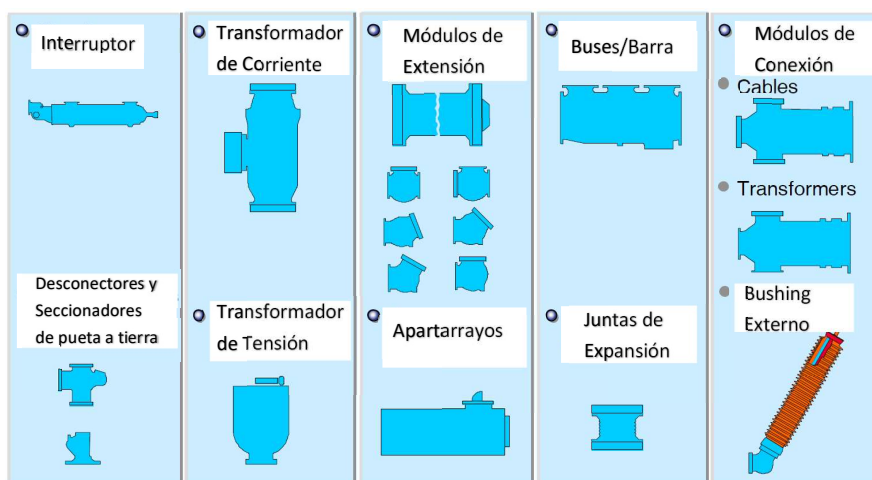 Interruptor
Desconectores y
Seccionadores
de pueta a tierra
Transformador
de Corriente
Transformador
de Tensión
Módulos de
Extensión
Apartarrayos
Buses/Barra
Juntas de
Expansión
Módulos de
Conexión
Cables
Transformers
Bushing
Externo